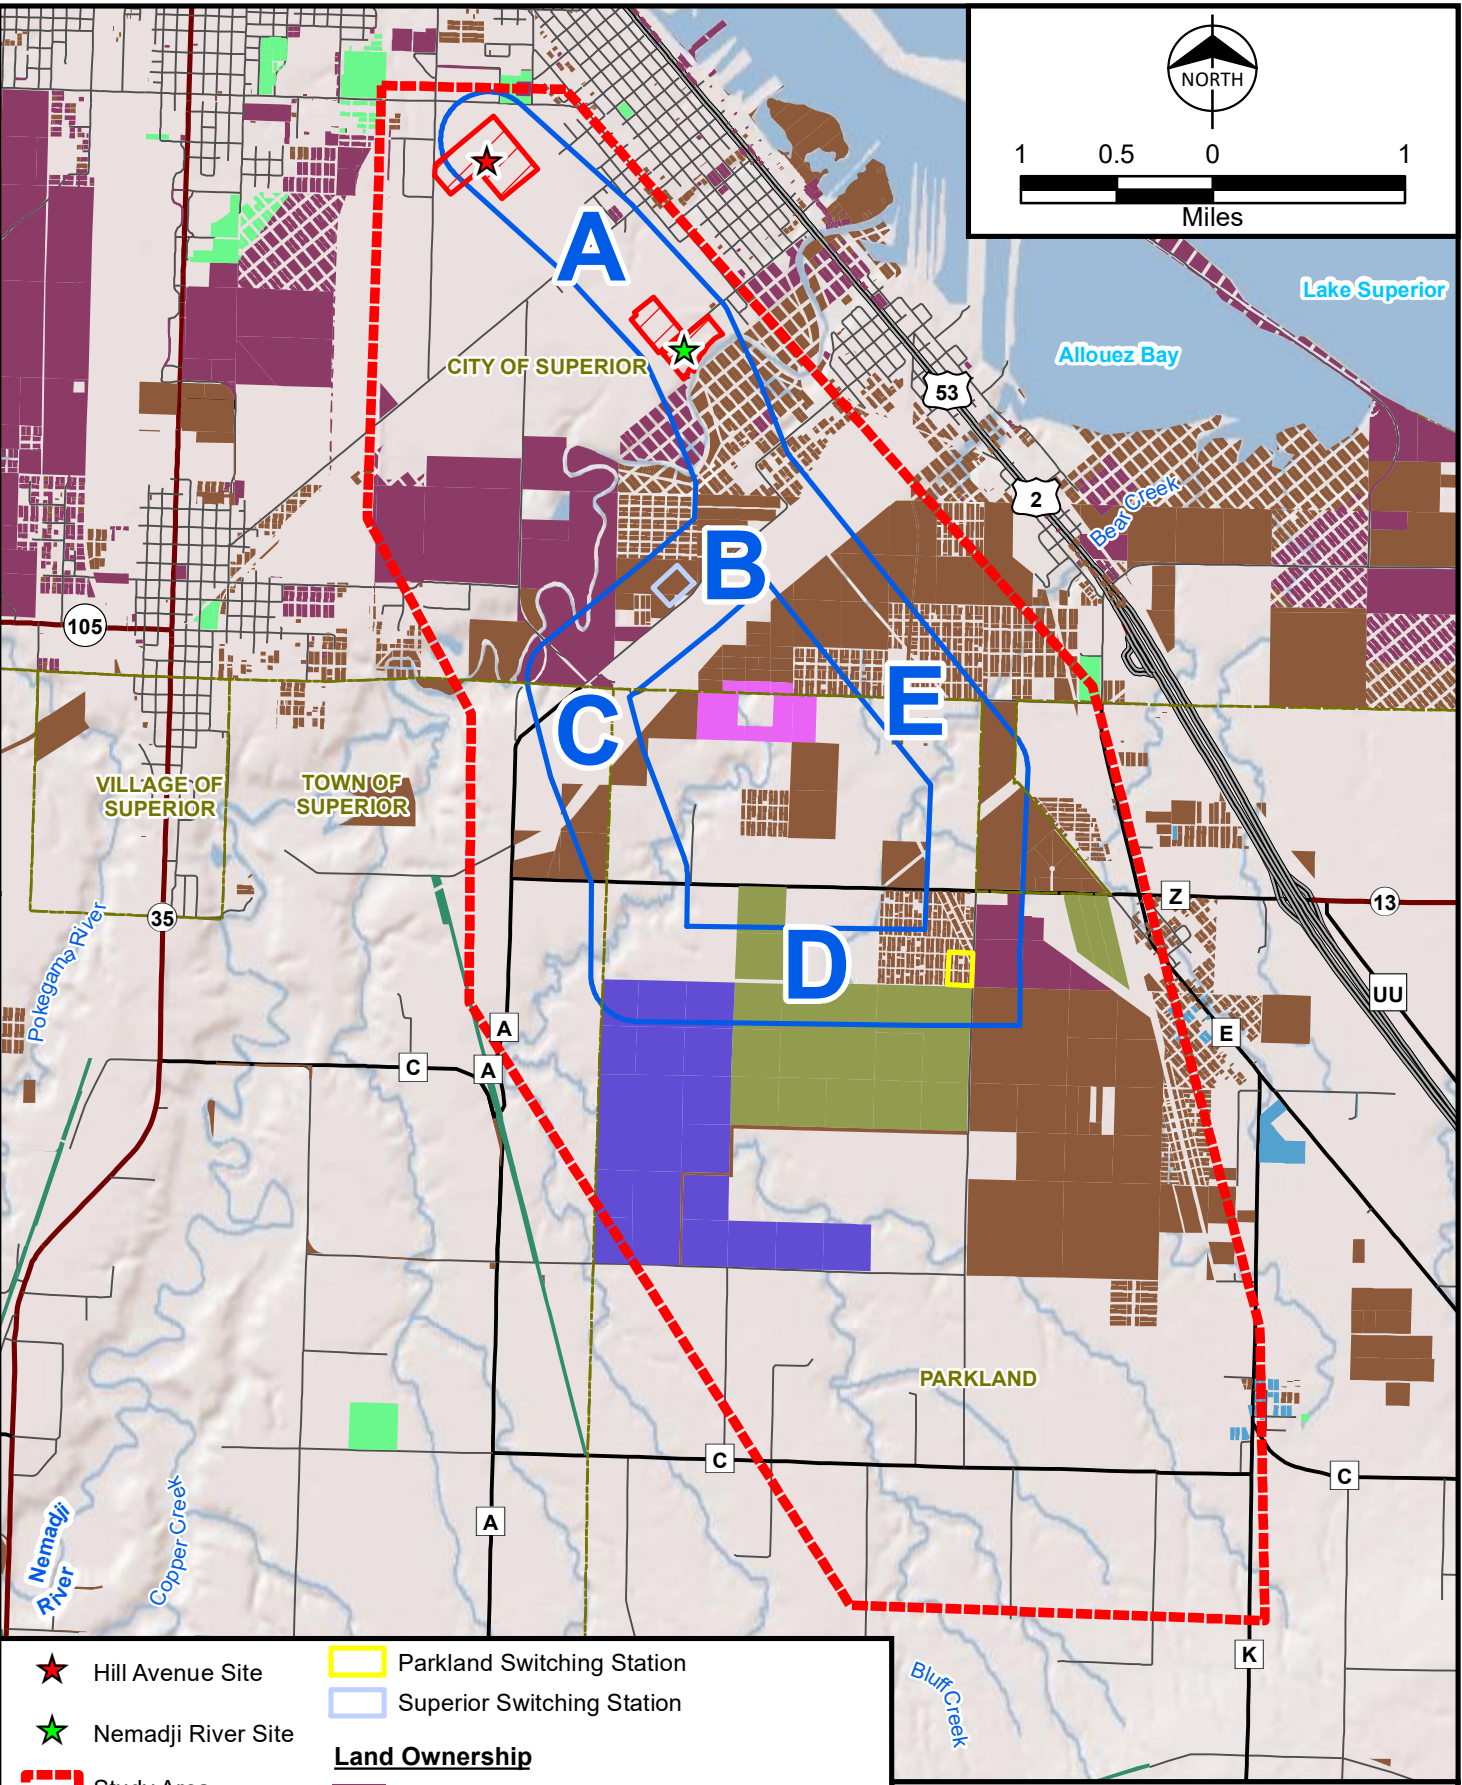 NORTH
1 0.5 0 1
Miles
Lake Superior
Allouez Bay
A
CITY OF SUPERIOR
53
2
Bear Creek
B
105
E
C
VILLAGE OF
SUPERIOR
TOWN OF
SUPERIOR
Z
13
35
D
Pokegama River
UU
A
E
C
A
PARKLAND
C
C
A
Nemadji
River
Copper Creek
K
Bluff Creek
Hill Avenue Site
Parkland Switching Station
Superior Switching Station
Nemadji River Site
Land Ownership
Study Area